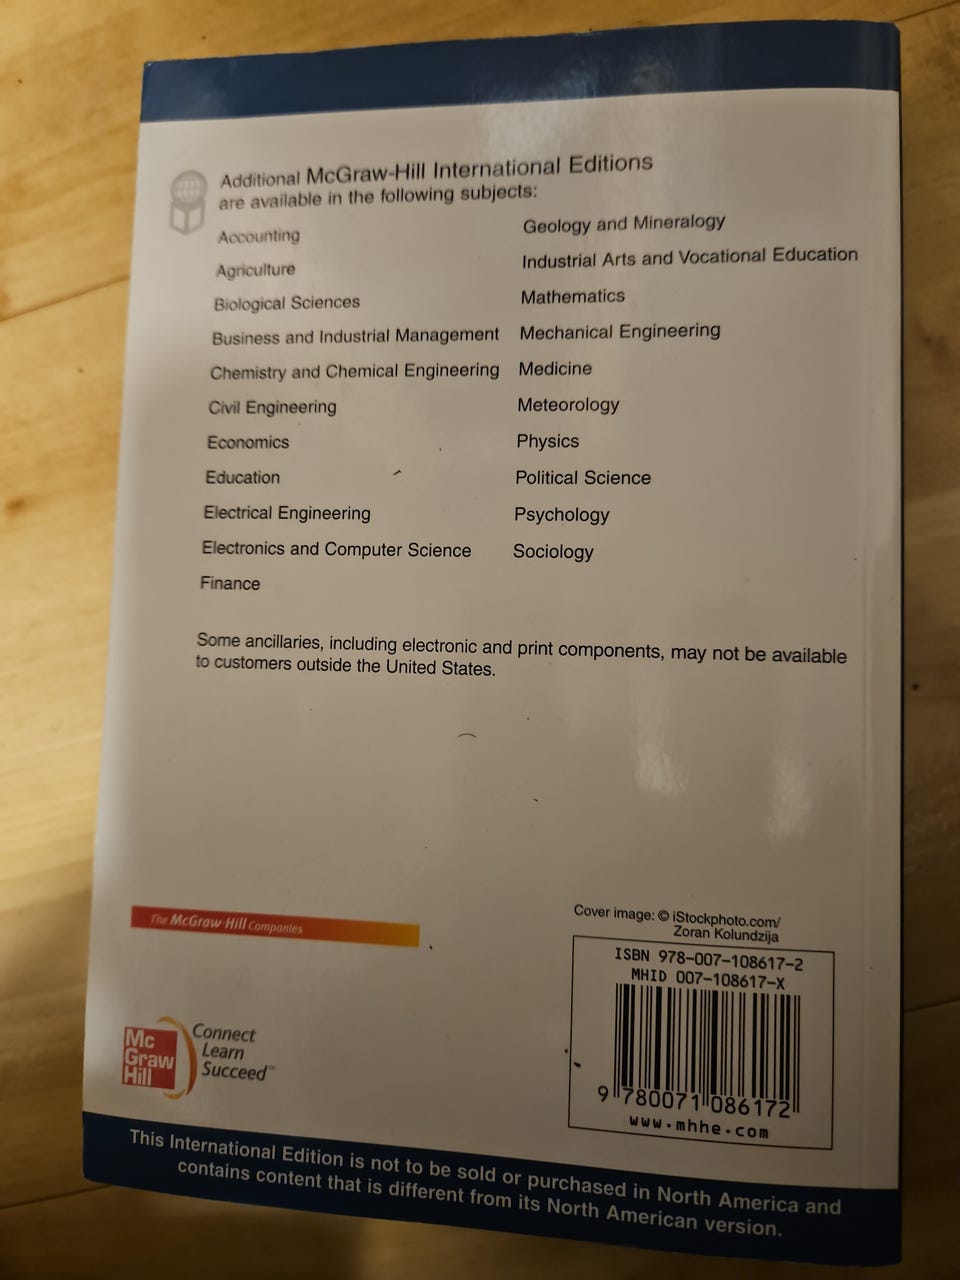 Additional McGraw-Hill International Editions
are available in the following subjects:
Accounting
Agriculture
Biological Sciences
Business and Industrial Management
Chemistry and Chemical Engineering
Civil Engineering
Economics
Education
Electrical Engineering
Electronics and Computer Science
Finance
Geology and Mineralogy
Industrial Arts and Vocational Education
Mathematics
Mechanical Engineering
Medicine
Meteorology
Physics
Political Science
Psychology
Sociology
Some ancillaries, including electronic and print components, may not be available
to customers outside the United States.
The McGraw·Hill Companies
Mc
Graw
Hill
Connect
Learn
Succeed™
Cover image: © iStockphoto.com/
Zoran Kolundzija
ISBN 978-007-108617-2
MHID 007-108617-X
9 780071 086172
www.mhhe.com
This International Edition is not to be sold or purchased in North America and
contains content that is different from its North American version.